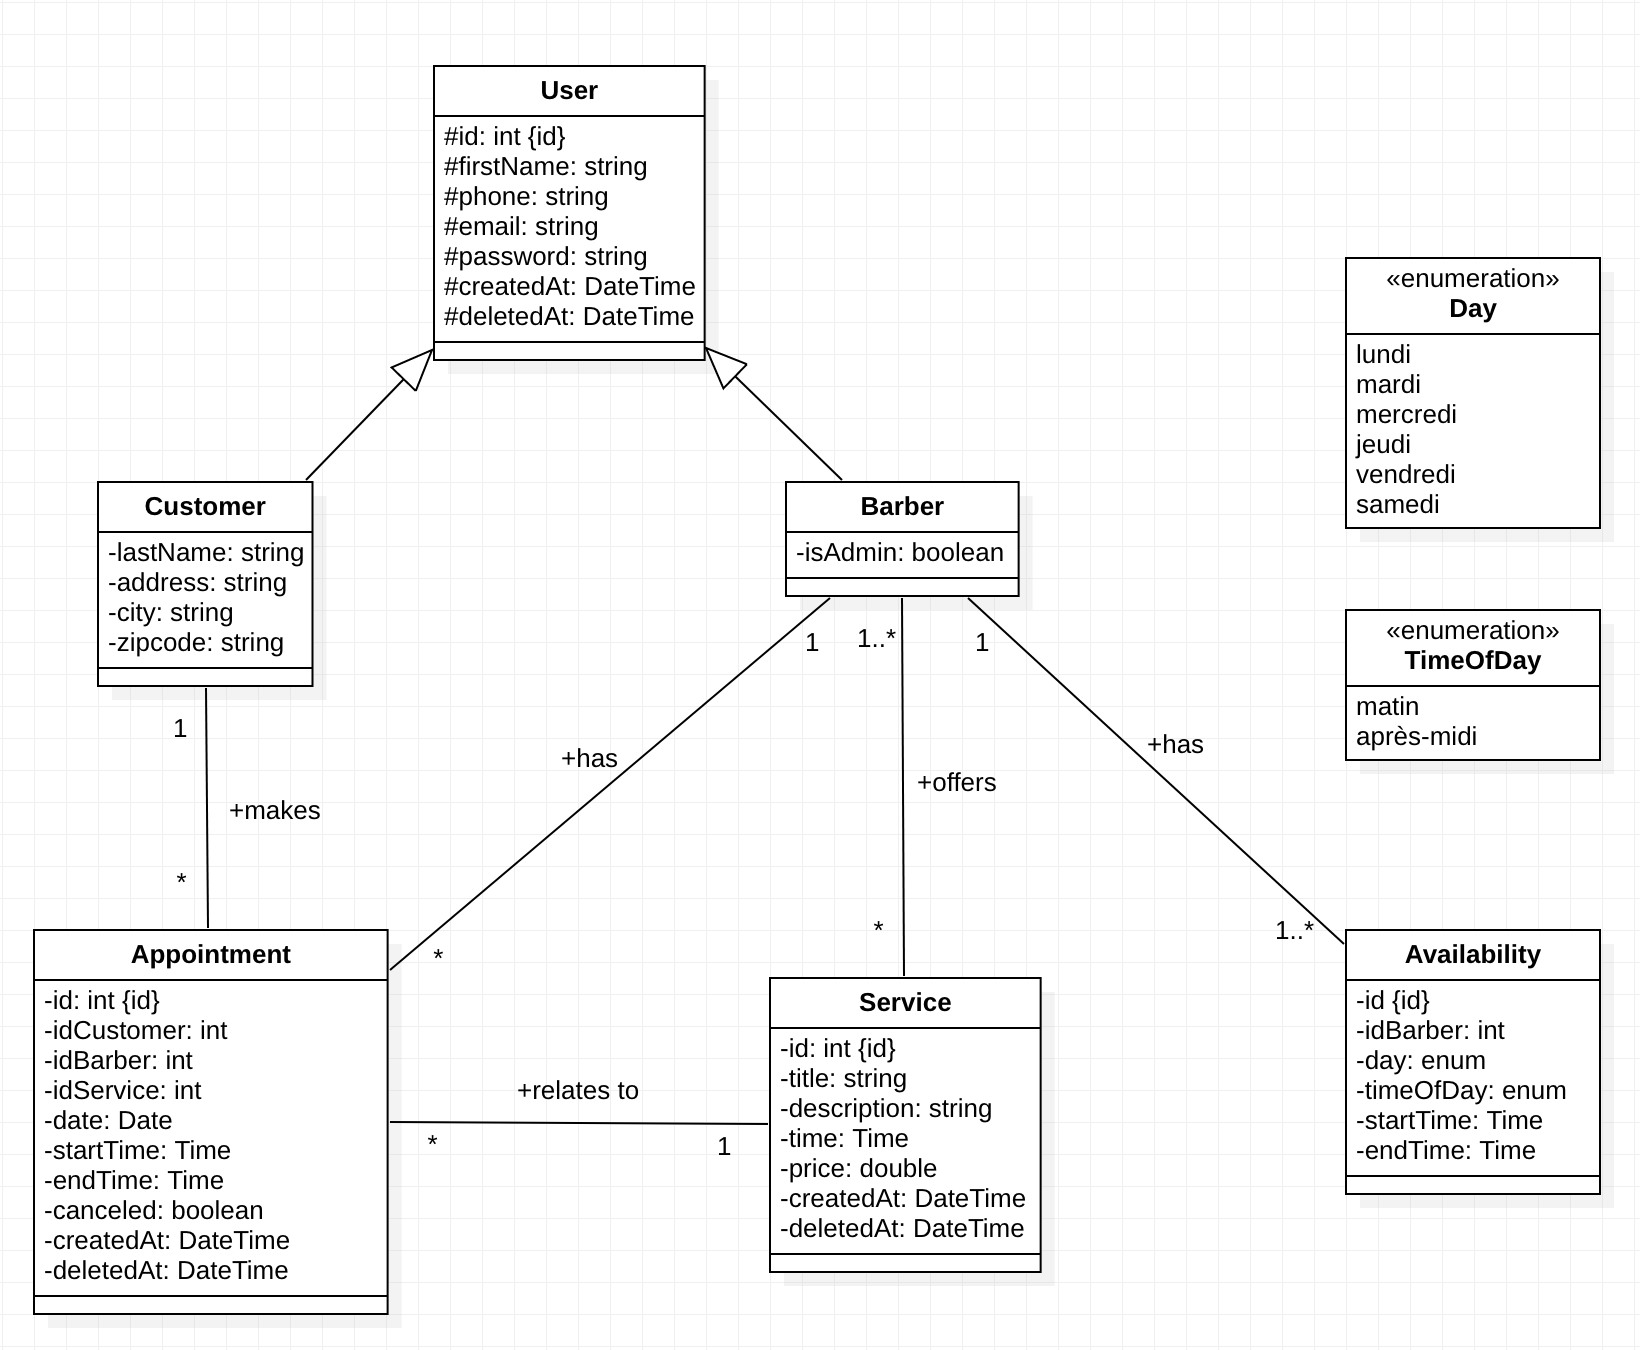 User
#id: int {id}
#firstName: string
#phone: string
#email: string
#password: string
#createdAt: DateTime
#deletedAt: DateTime
«enumeration»
Day
lundi
mardi
mercredi
jeudi
vendredi
samedi
Customer
-lastName: string
-address: string
-city: string
-zipcode: string
Barber
-isAdmin: boolean
«enumeration»
TimeOfDay
matin
après-midi
1
+makes
*
1
+has
*
1..*
+offers
*
1
+has
1..*
Appointment
-id: int {id}
-idCustomer: int
-idBarber: int
-idService: int
-date: Date
-startTime: Time
-endTime: Time
-canceled: boolean
-createdAt: DateTime
-deletedAt: DateTime
+relates to
*
1
Service
-id: int {id}
-title: string
-description: string
-time: Time
-price: double
-createdAt: DateTime
-deletedAt: DateTime
Availability
-id {id}
-idBarber: int
-day: enum
-timeOfDay: enum
-startTime: Time
-endTime: Time